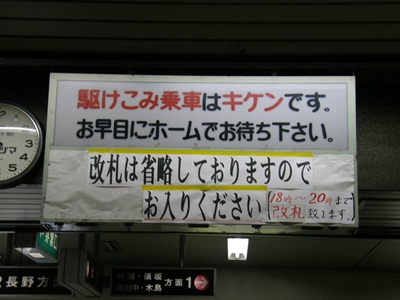 駆けこみ乗車はキケンです。
お早目にホームでお待ち下さい。
改札は省略しておりますので
お入りください
(18時〜20時まで
改札致します。)
2 長野方
須坂
木島
方面 1